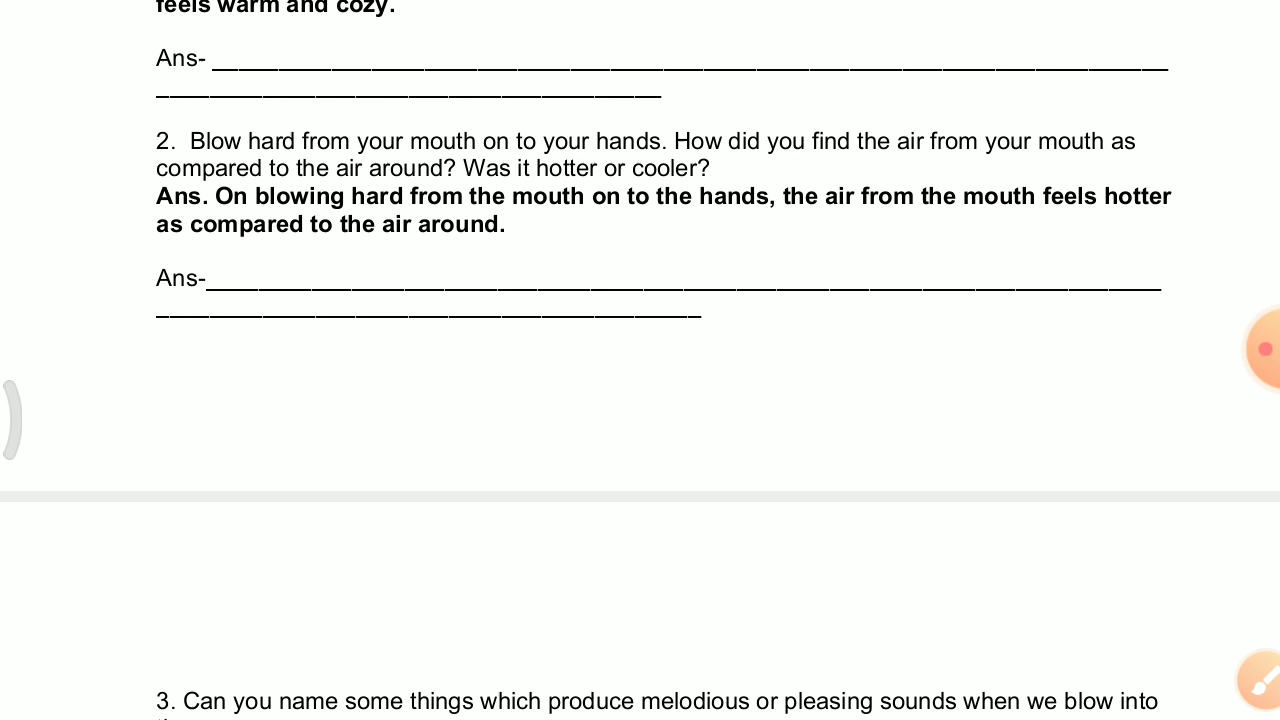 feels warm and cozy.
Ans- ________________________________________________________________________
______________________________________
2.  Blow hard from your mouth on to your hands. How did you find the air from your mouth as
compared to the air around? Was it hotter or cooler?
Ans. On blowing hard from the mouth on to the hands, the air from the mouth feels hotter
as compared to the air around.
Ans-________________________________________________________________________
_________________________________________
3. Can you name some things which produce melodious or pleasing sounds when we blow into